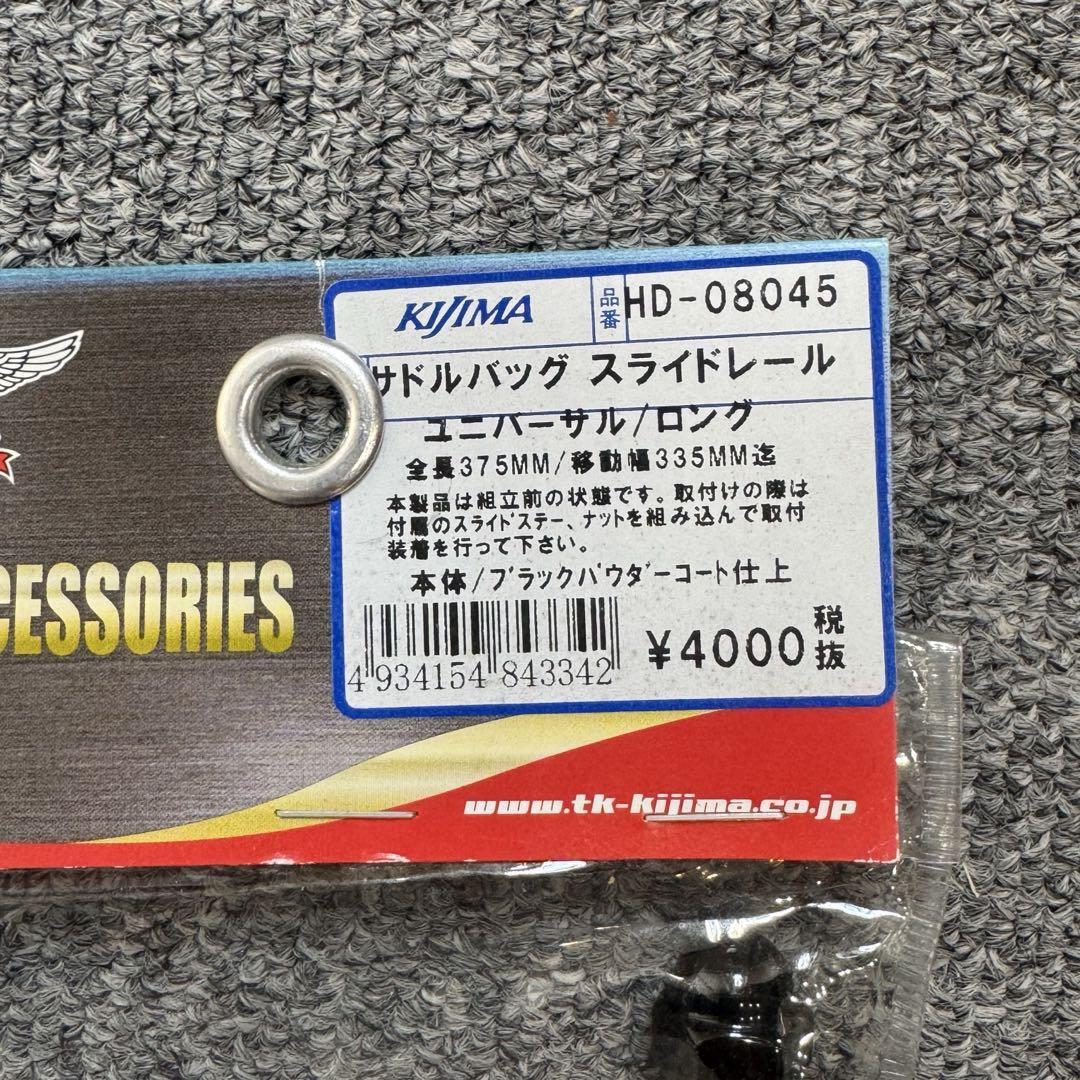 KIJIMA
品番 HD-08045
サドルバッグ スライドレール
ユニバーサル/ロング
全長375MM/移動幅335MM迄
本製品は組立前の状態です。取付けの際は
付属のスライドステー、ナットを組み込んで取付
装着を行って下さい。
本体/ブラックパウダーコート仕上
¥4000 税抜
4 934154 843342
CESSORIES
www.tk-kijima.co.jp